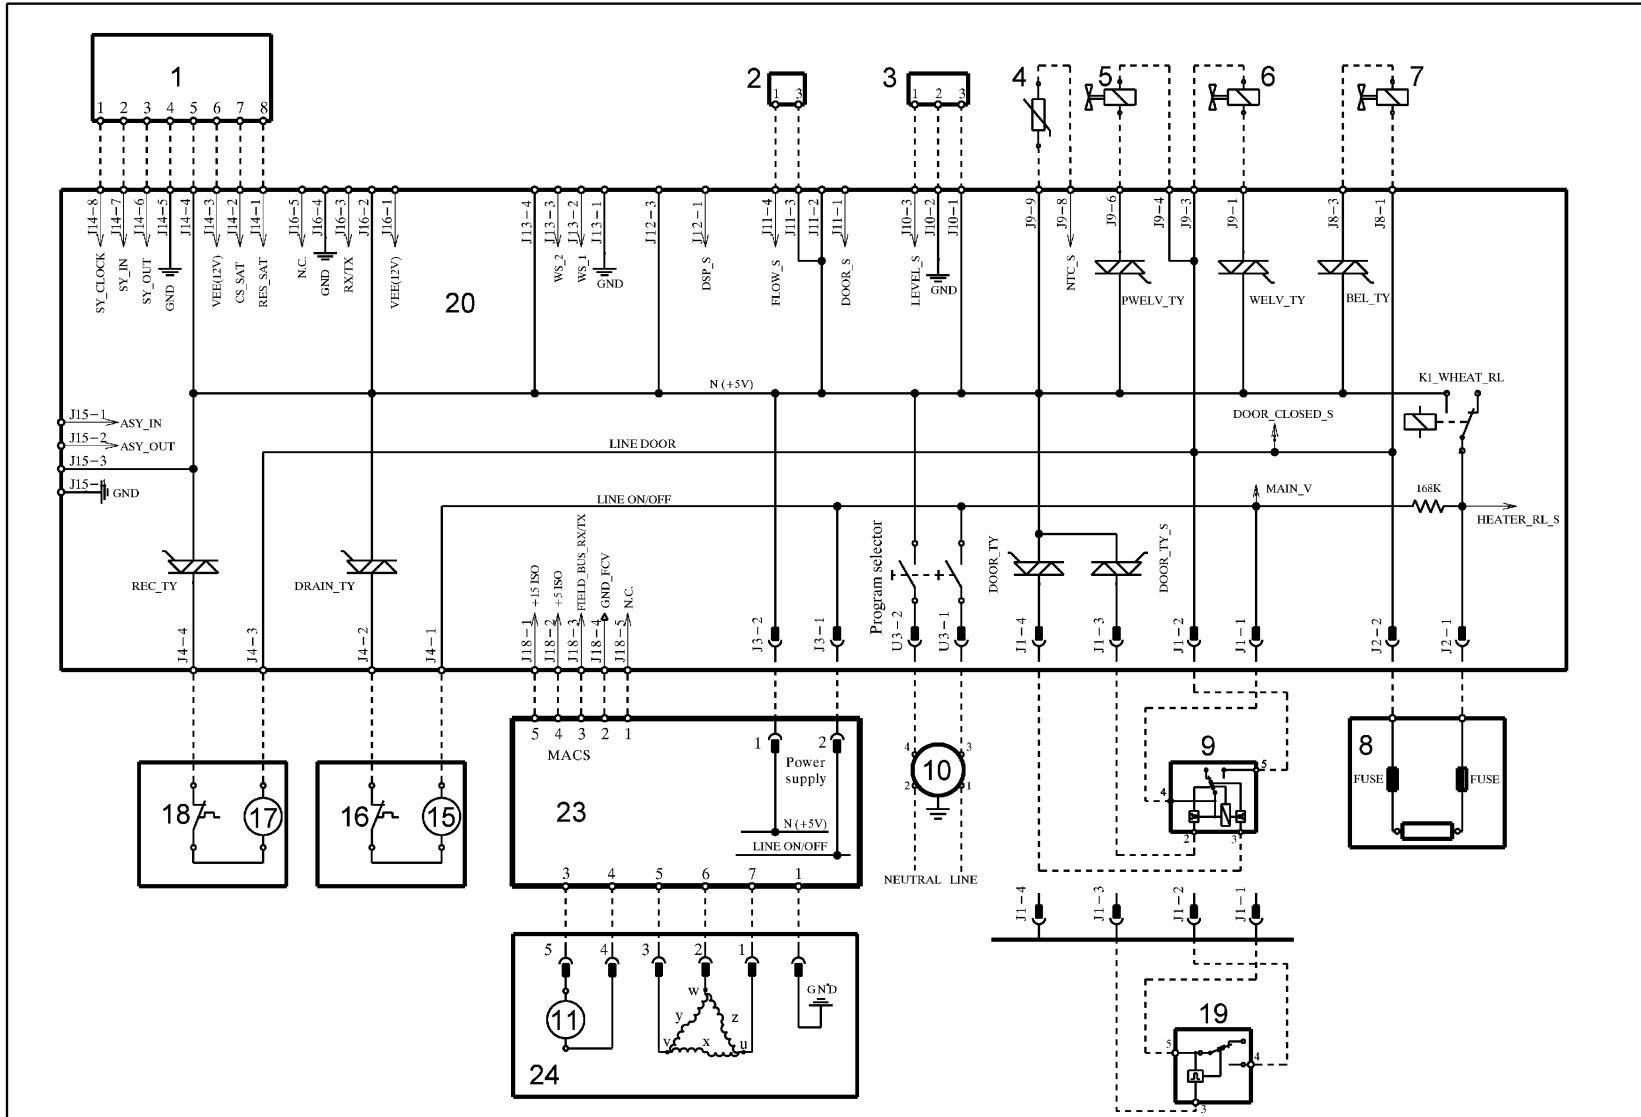 1 2 3 4 5 6 7
1 2 3 4 5 6 7 8
1 3
1 2 3
J14-8 J14-7 J14-6 J14-5 J14-4 J14-3 J14-2 J14-1 J16-5 J16-4 J16-3 J16-2 J16-1 J13-4 J13-3 J13-2 J13-1 J12-3 J12-1 J11-4 J11-3 J11-2 J11-1 J10-3 J10-2 J10-1 J9-9 J9-8 J9-6 J9-4 J9-3 J9-1 J8-3 J8-1
SY_CLOCK SY_IN SY_OUT GND VEE(12V) CS_SAT RES_SAT N.C. GND RX/TX VEE(12V) WS_2 WS_1 GND DSP_S FLOW_S DOOR_S LEVEL_S GND NTC_S PWELV_TY WELV_TY BEL_TY
20
N (+5V)
K1_WHEAT_RL
J15-1 ASY_IN
J15-2 ASY_OUT
J15-3
J15- GND
DOOR_CLOSED_S
LINE DOOR
LINE ON/OFF
MAIN_V
168K
HEATER_RL_S
REC_TY
DRAIN_TY
+15 ISO +5 ISO FIELD_BUS_RX/TX GND_FCV N.C.
Program selector
DOOR_TY DOOR_TY_S
J4-4 J4-3 J4-2 J4-1 J18-1 J18-2 J18-3 J18-4 J18-5 J3-2 J3-1 U3-2 U3-1 J1-4 J1-3 J1-2 J1-1 J2-2 J2-1
5 4 3 2 1
MACS
1 2
Power
supply
23
N (+5V)
LINE ON/OFF
3 4 5 6 7 1
18 17 16 15
4 3
10
2 1
NEUTRAL LINE
9
5
4
2 3
8
FUSE FUSE
J1-4 J1-3 J1-2 J1-1
5 4 3 2 1
11
w
y z
v x u
GND
24
19
5
4
3